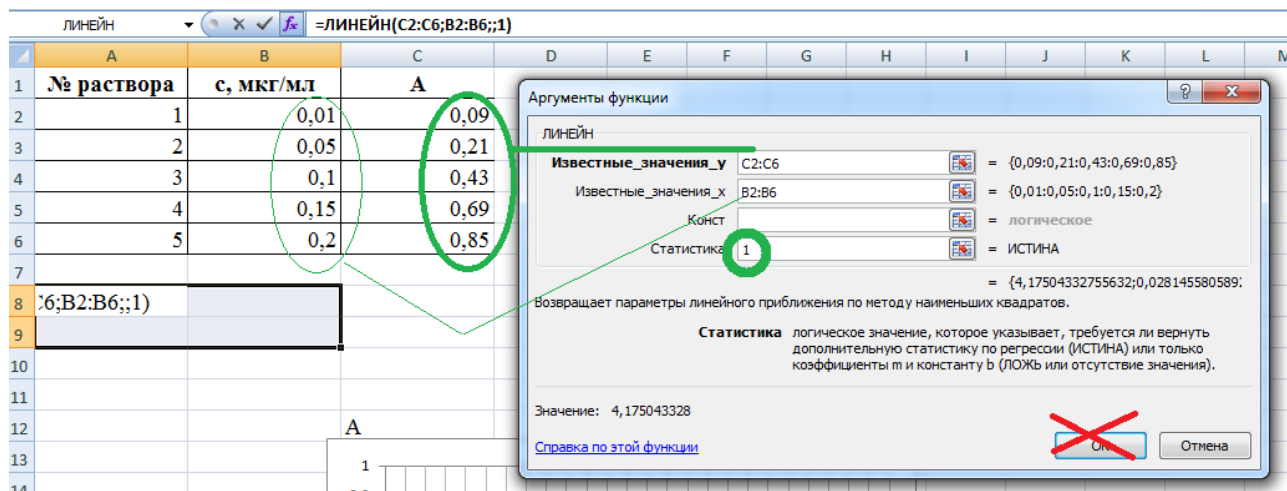 ЛИНЕЙН =ЛИНЕЙН(C2:C6;B2:B6;;1)
A B C D E F G H I J K L
1 № раствора с, мкг/мл А
2 1 0,01 0,09
3 2 0,05 0,21
4 3 0,1 0,43
5 4 0,15 0,69
6 5 0,2 0,85
7
8 C6;B2:B6;;1)
9
10
11
12 А
13 1
14
Аргументы функции
ЛИНЕЙН
Известные_значения_y C2:C6 = {0,09:0,21:0,43:0,69:0,85}
Известные_значения_x B2:B6 = {0,01:0,05:0,1:0,15:0,2}
Конст = логическое
Статистика 1 = ИСТИНА
= {4,17504332755632;0,028145580589
Возвращает параметры линейного приближения по методу наименьших квадратов.
Статистика логическое значение, которое указывает, требуется ли вернуть
дополнительную статистику по регрессии (ИСТИНА) или только
коэффициенты m и константу b (ЛОЖЬ или отсутствие значения).
Значение: 4,175043328
Справка по этой функции
Отмена